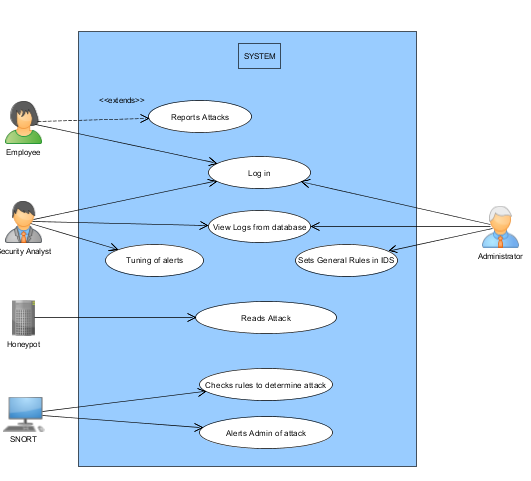 SYSTEM
<<extends>>
Reports Attacks
Employee
Log in
View Logs from database
Security Analyst
Administrator
Tuning of alerts
Sets General Rules in IDS
Reads Attack
Honeypot
Checks rules to determine attack
Alerts Admin of attack
SNORT